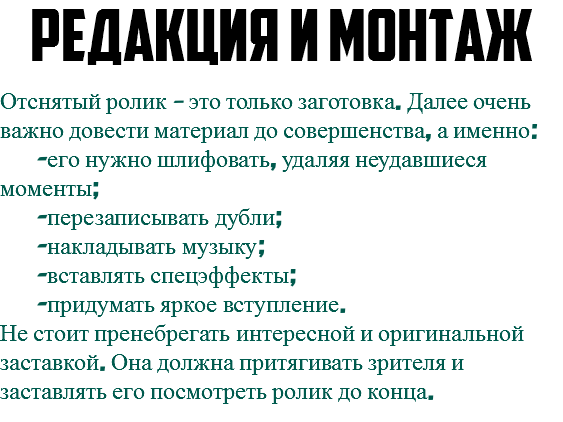 РЕДАКЦИЯ И МОНТАЖ
Отснятый ролик - это только заготовка. Далее очень
важно довести материал до совершенства, а именно:
-его нужно шлифовать, удаляя неудавшиеся
моменты;
-перезаписывать дубли;
-накладывать музыку;
-вставлять спецэффекты;
-придумать яркое вступление.
Не стоит пренебрегать интересной и оригинальной
заставкой. Она должна притягивать зрителя и
заставлять его посмотреть ролик до конца.